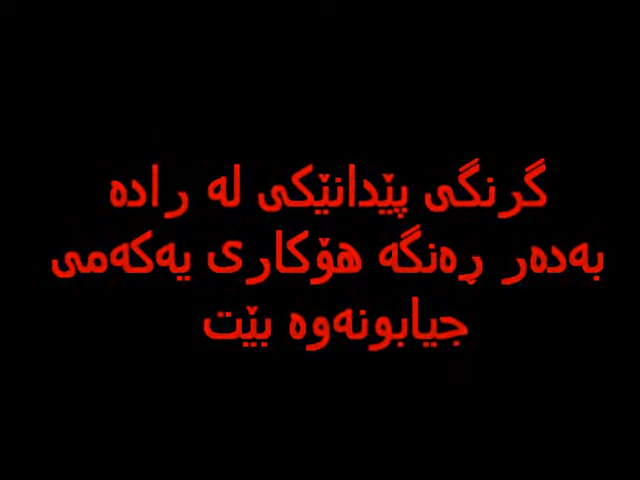 گرنگی پێدانێکی لە رادە
بەدەر ڕەنگە هۆکاری یەکەمی
جیابونەوە بێت